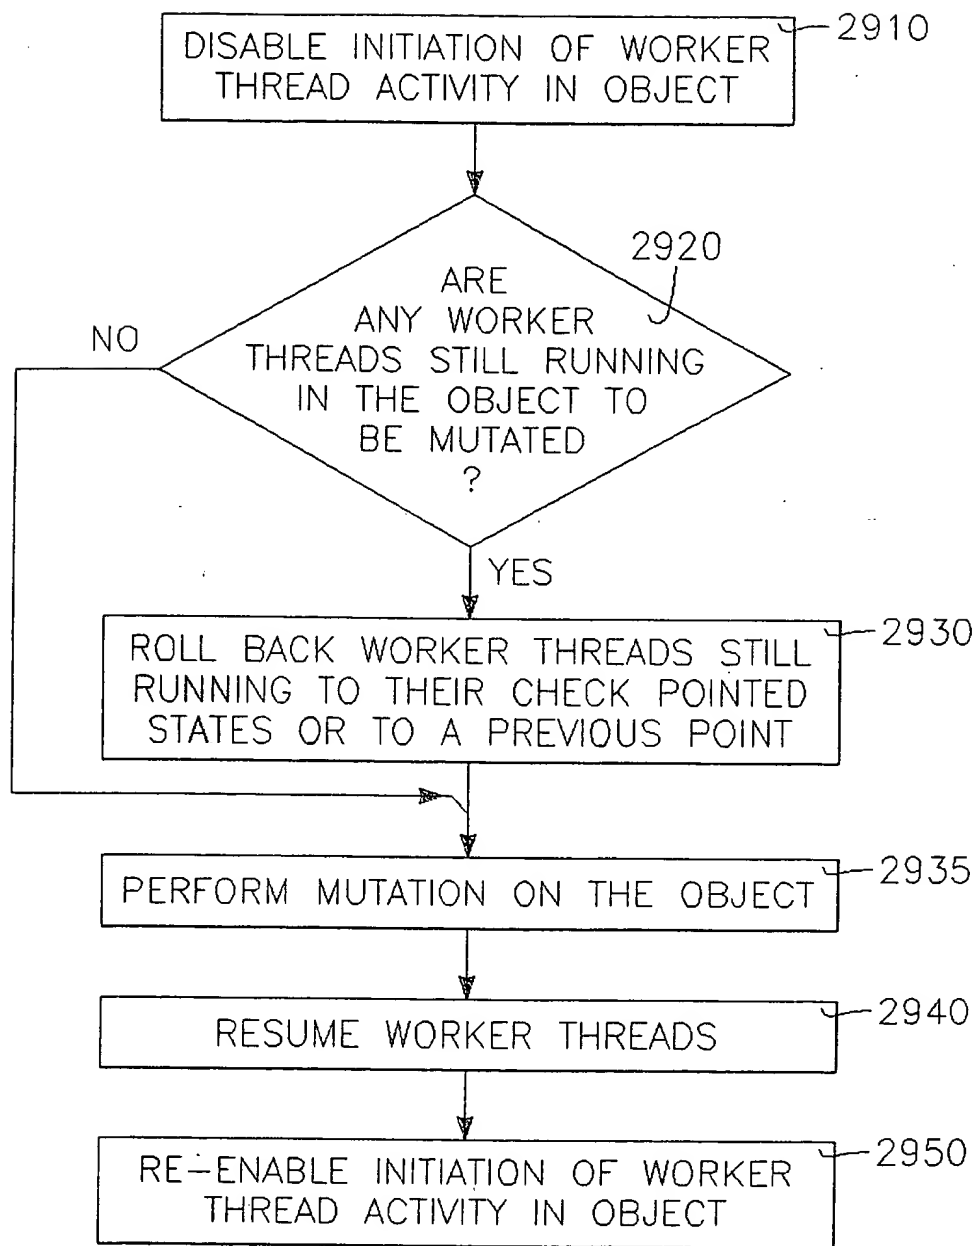 DISABLE INITIATION OF WORKER
THREAD ACTIVITY IN OBJECT
2910
2920
ARE
ANY WORKER
THREADS STILL RUNNING
IN THE OBJECT TO
BE MUTATED
?
NO
YES
ROLL BACK WORKER THREADS STILL
RUNNING TO THEIR CHECK POINTED
STATES OR TO A PREVIOUS POINT
2930
PERFORM MUTATION ON THE OBJECT
2935
RESUME WORKER THREADS
2940
RE-ENABLE INITIATION OF WORKER
THREAD ACTIVITY IN OBJECT
2950